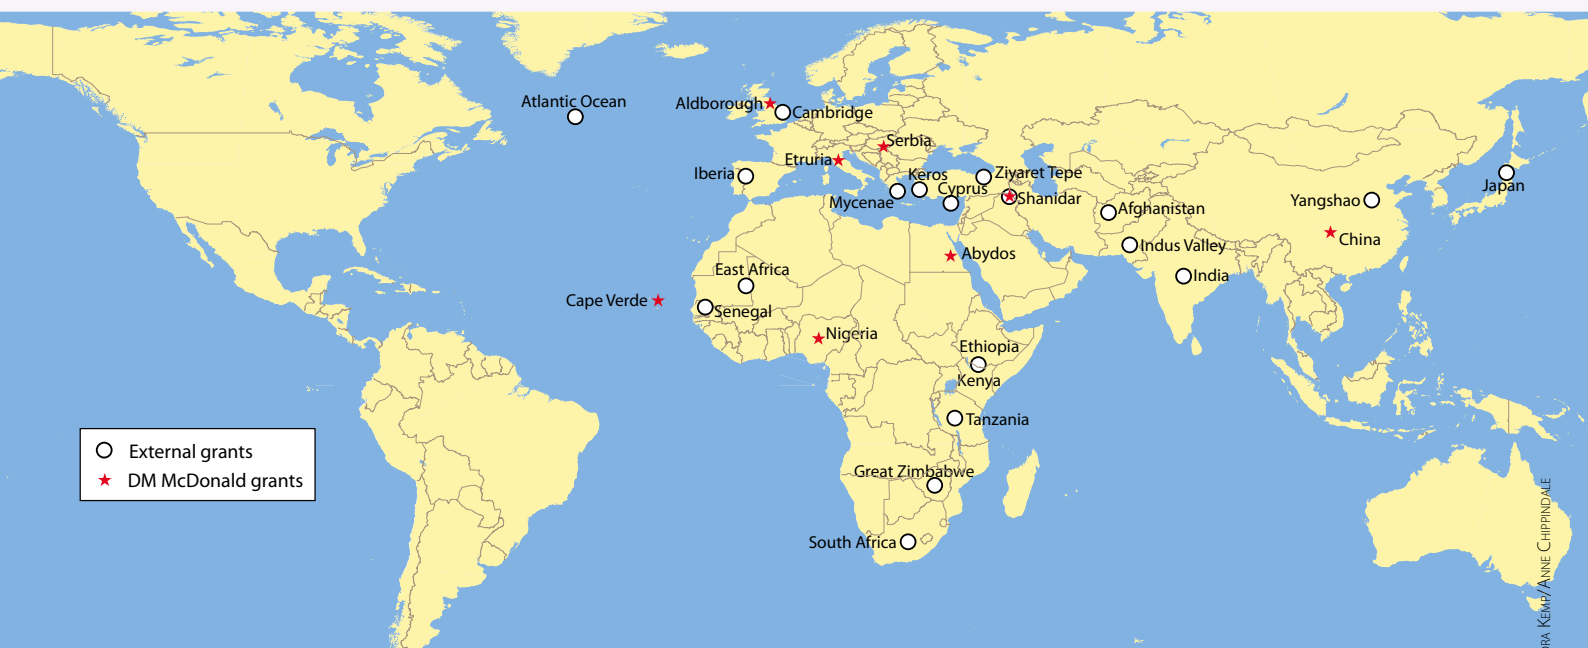 Atlantic Ocean
Aldborough
Cambridge
Serbia
Etruria
Iberia
Keros
Ziyaret Tepe
Cyprus
Mycenae
Shanidar
Afghanistan
Yangshao
Japan
China
Indus Valley
India
Abydos
East Africa
Cape Verde
Senegal
Nigeria
Ethiopia
Kenya
Tanzania
Great Zimbabwe
South Africa
External grants
DM McDonald grants
KEMP/ANNE CHIPPINDALE